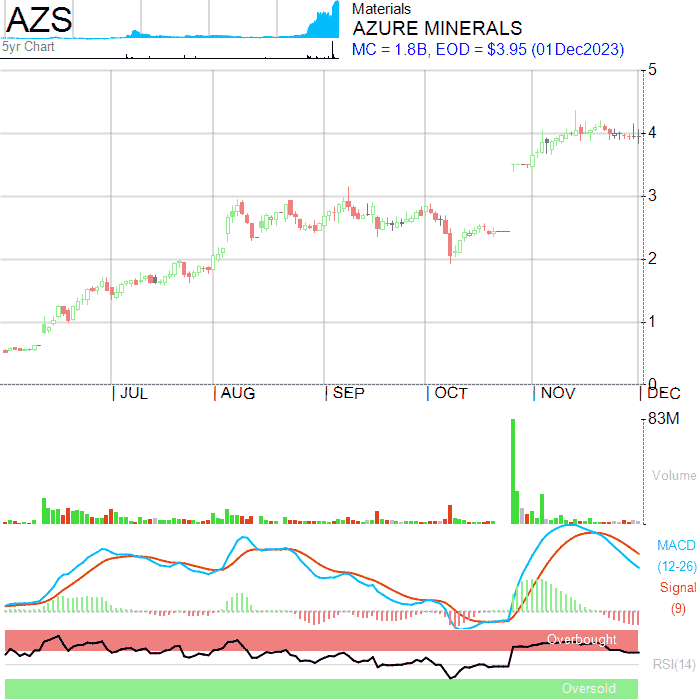 AZS
5yr Chart
Materials
AZURE MINERALS
MC = 1.8B, EOD = $3.95 (01Dec2023)
5
4
3
2
1
0
JUL AUG SEP OCT NOV DEC
83M
Volume
MACD
(12-26)
Signal
(9)
Overbought
RSI(14)
Oversold